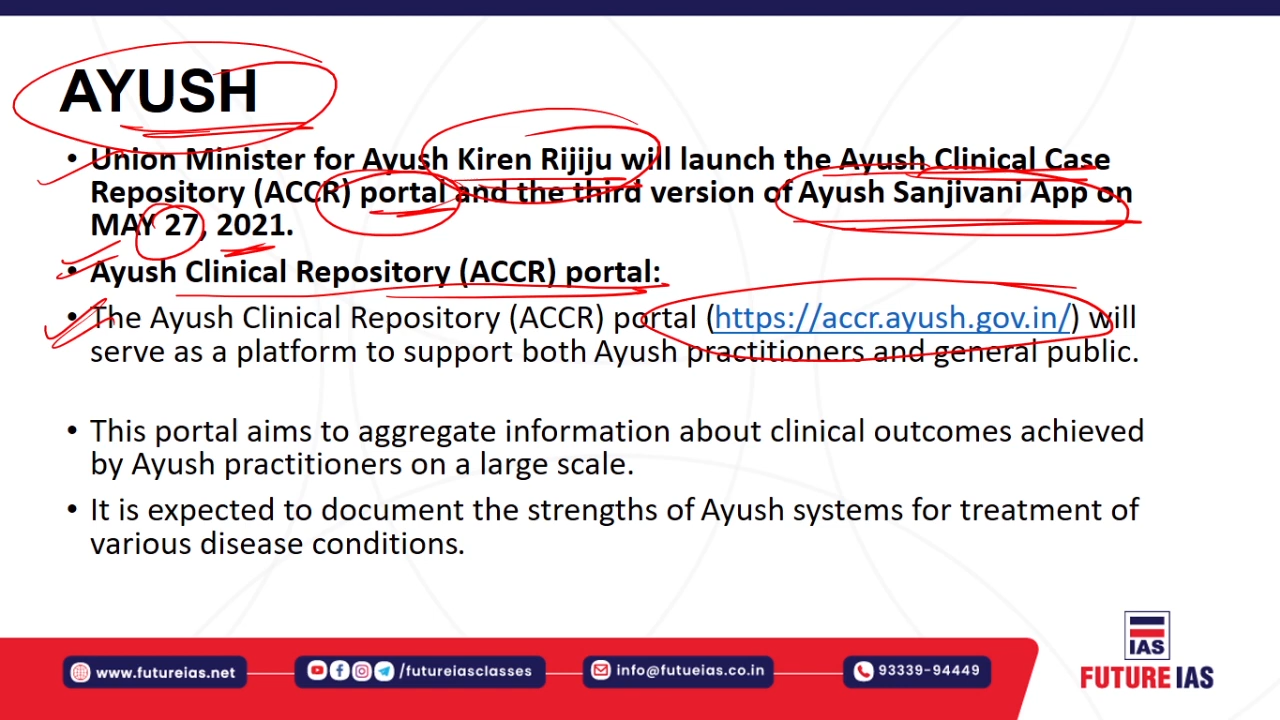 AYUSH
• Union Minister for Ayush Kiren Rijiju will launch the Ayush Clinical Case
Repository (ACCR) portal and the third version of Ayush Sanjivani App on
MAY 27, 2021.
• Ayush Clinical Repository (ACCR) portal:
• The Ayush Clinical Repository (ACCR) portal (https://accr.ayush.gov.in/) will
serve as a platform to support both Ayush practitioners and general public.
• This portal aims to aggregate information about clinical outcomes achieved
by Ayush practitioners on a large scale.
• It is expected to document the strengths of Ayush systems for treatment of
various disease conditions.
www.futureias.net
/futureiasclasses
info@futueias.co.in
93339-94449
IAS
FUTURE IAS